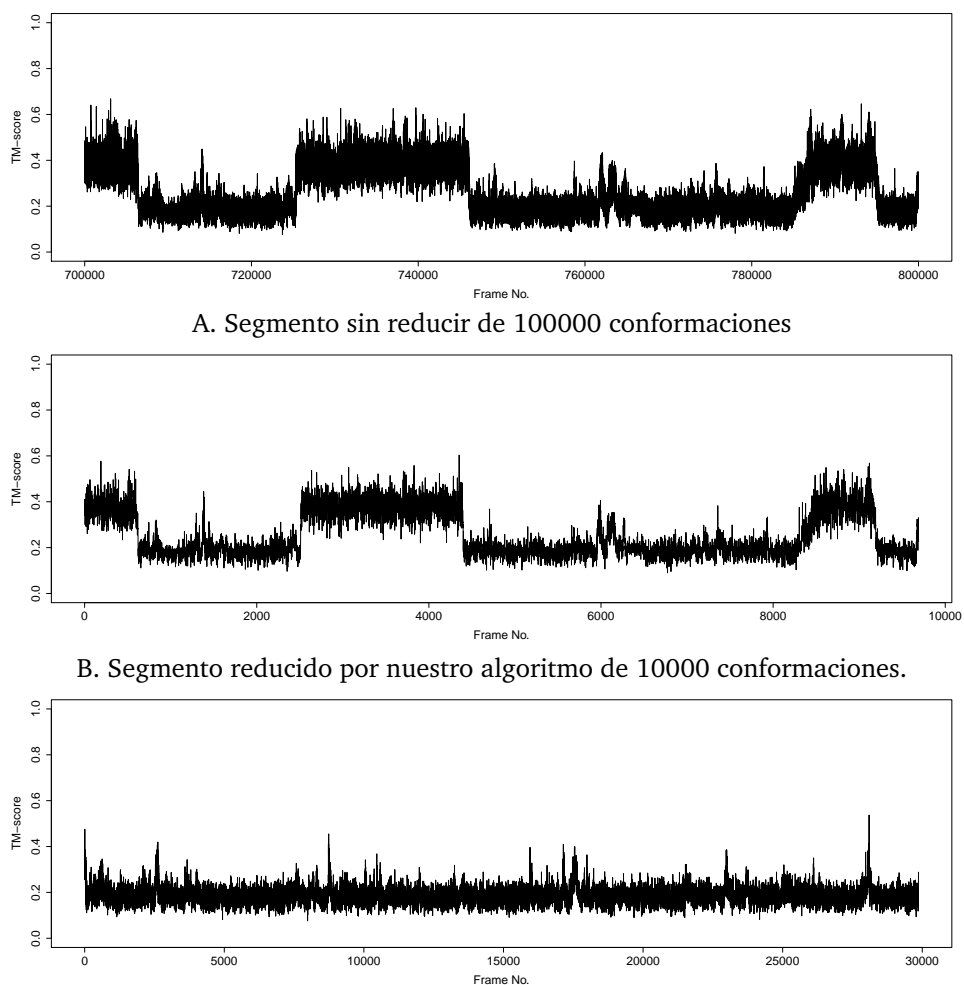 1.0
0.8
0.6
0.4
0.2
0.0
TM−score
700000 720000 740000 760000 780000 800000
Frame No.
A. Segmento sin reducir de 100000 conformaciones
1.0
0.8
0.6
0.4
0.2
0.0
TM−score
0 2000 4000 6000 8000 10000
Frame No.
B. Segmento reducido por nuestro algoritmo de 10000 conformaciones.
1.0
0.8
0.6
0.4
0.2
0.0
TM−score
0 5000 10000 15000 20000 25000 30000
Frame No.